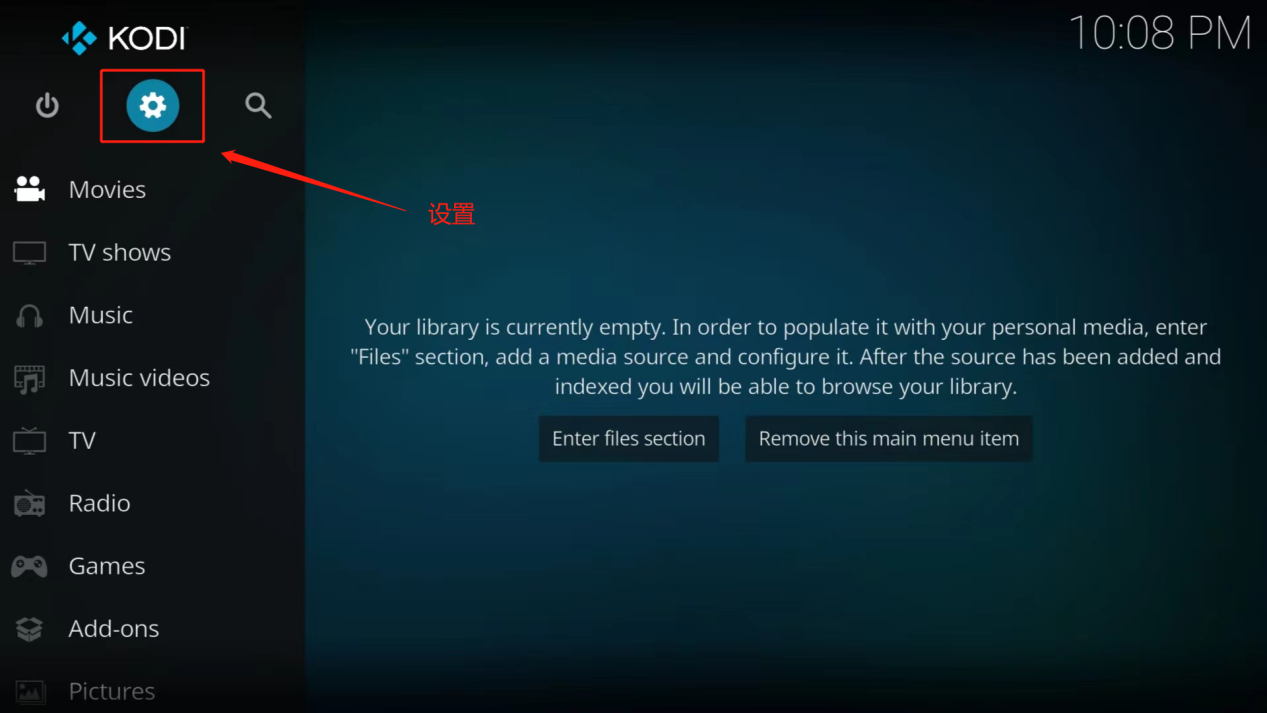 KODI
10:08 PM
设置
Movies
TV shows
Music
Music videos
TV
Radio
Games
Add-ons
Pictures
Your library is currently empty. In order to populate it with your personal media, enter
"Files" section, add a media source and configure it. After the source has been added and
indexed you will be able to browse your library.
Enter files section
Remove this main menu item